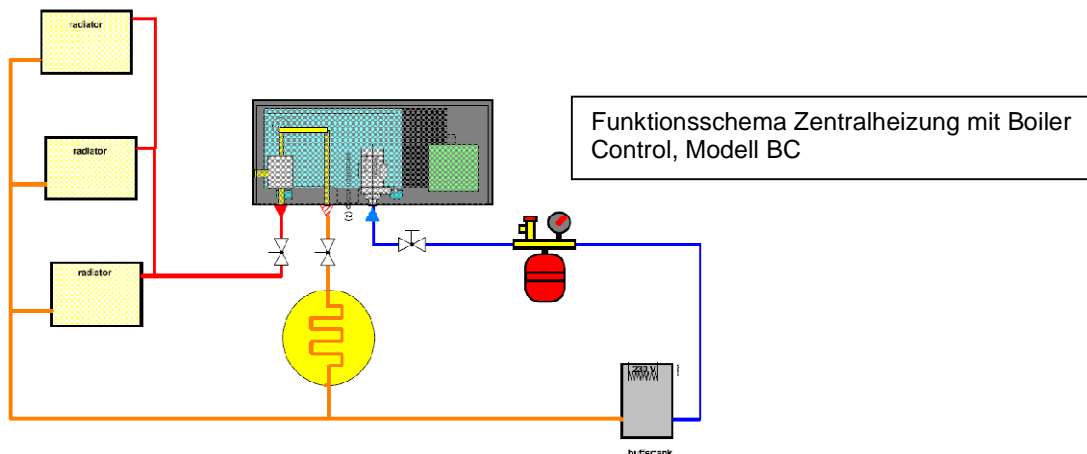 radiator
radiator
radiator
Funktionsschema Zentralheizung mit Boiler
Control, Modell BC
230 V
buffertank